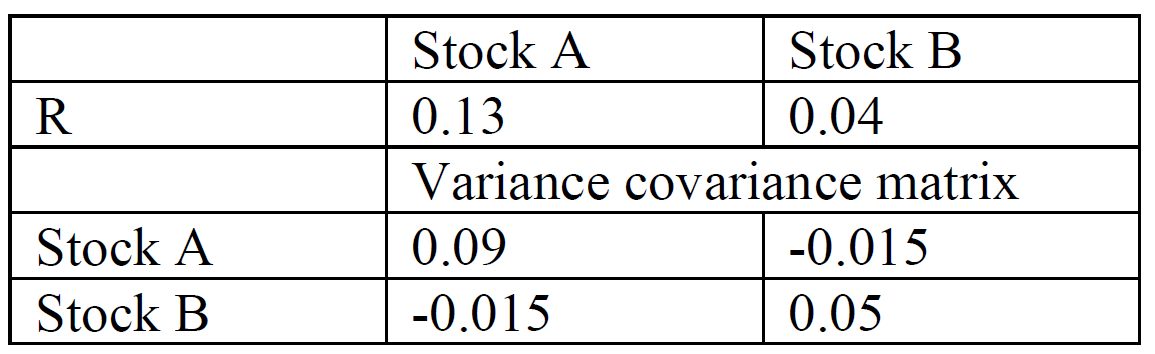 Stock A Stock B
R 0.13 0.04
Variance covariance matrix
Stock A 0.09 -0.015
Stock B -0.015 0.05